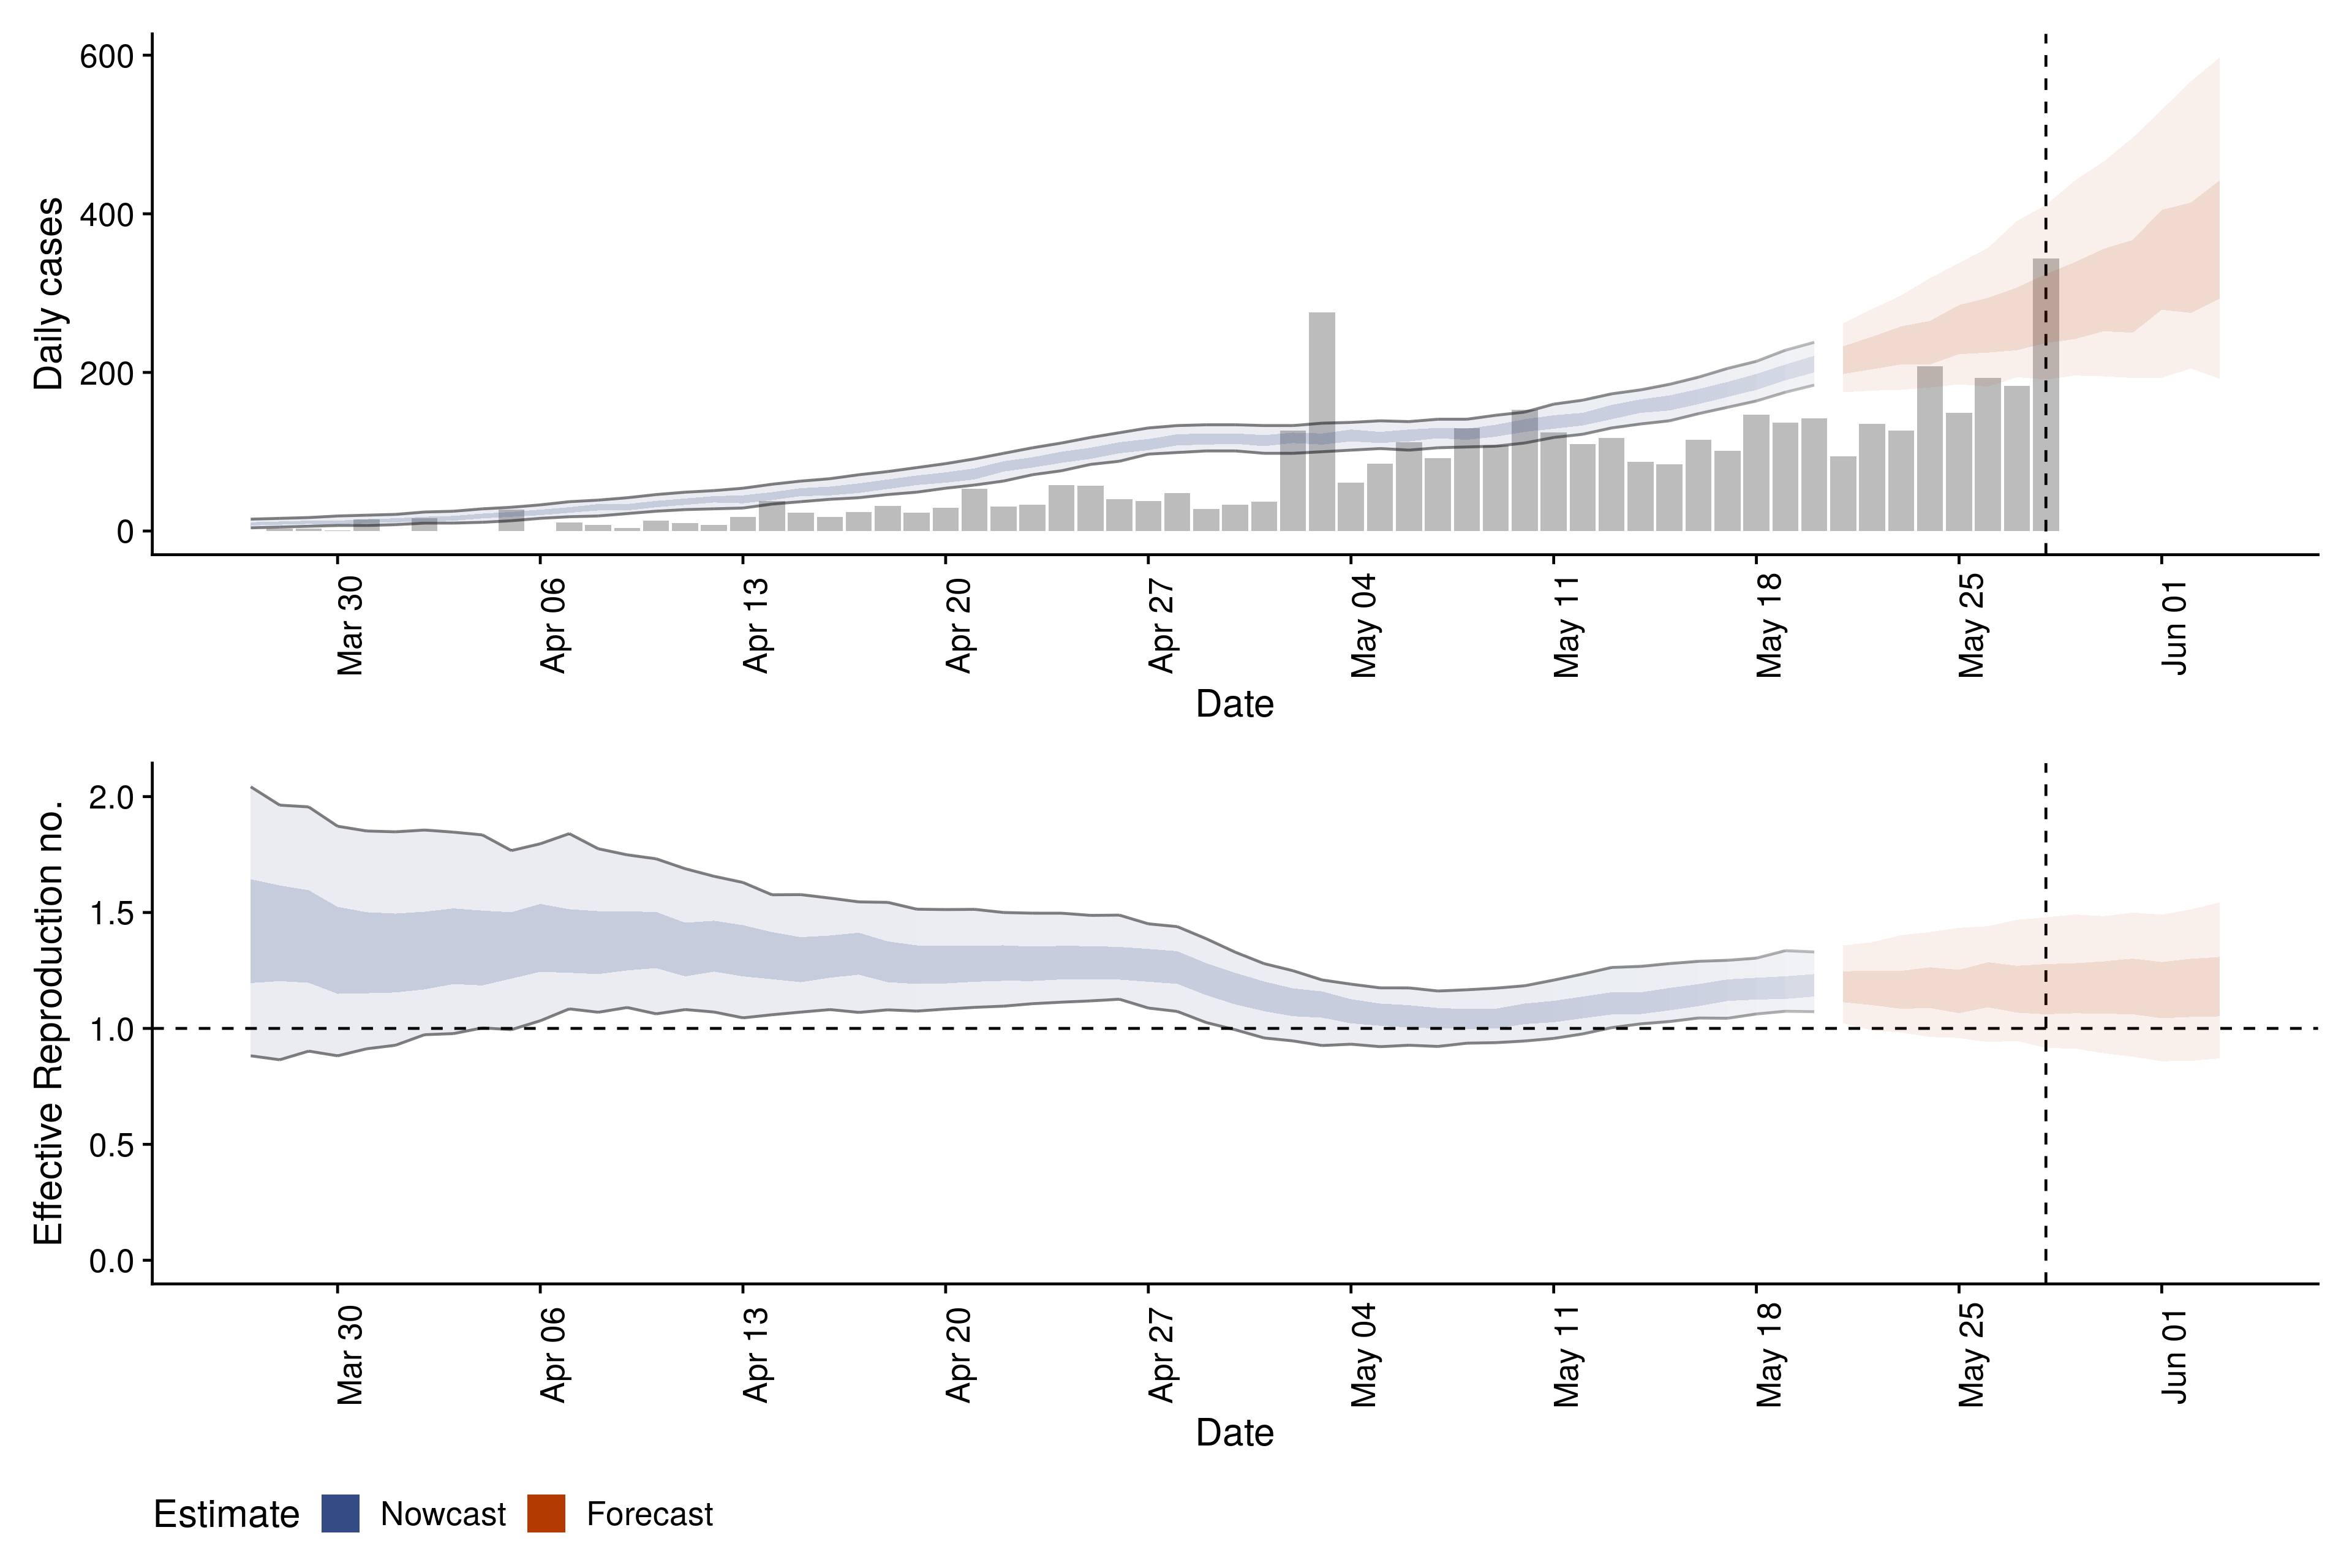 Daily cases
600
400
200
0
Mar 30
Apr 06
Apr 13
Apr 20
Apr 27
May 04
May 11
May 18
May 25
Jun 01
Date
Effective Reproduction no.
2.0
1.5
1.0
0.5
0.0
Mar 30
Apr 06
Apr 13
Apr 20
Apr 27
May 04
May 11
May 18
May 25
Jun 01
Date
Estimate Nowcast Forecast